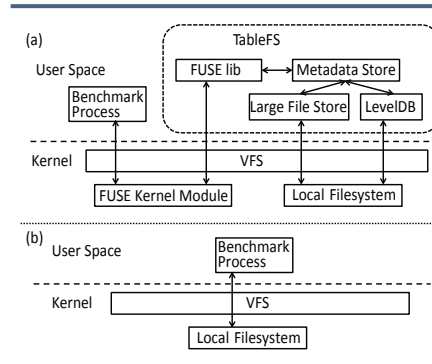 (a)
TableFS
User Space
FUSE lib
Metadata Store
Benchmark
Process
Large File Store
LevelDB
Kernel
VFS
FUSE Kernel Module
Local Filesystem
(b)
User Space
Benchmark
Process
Kernel
VFS
Local Filesystem